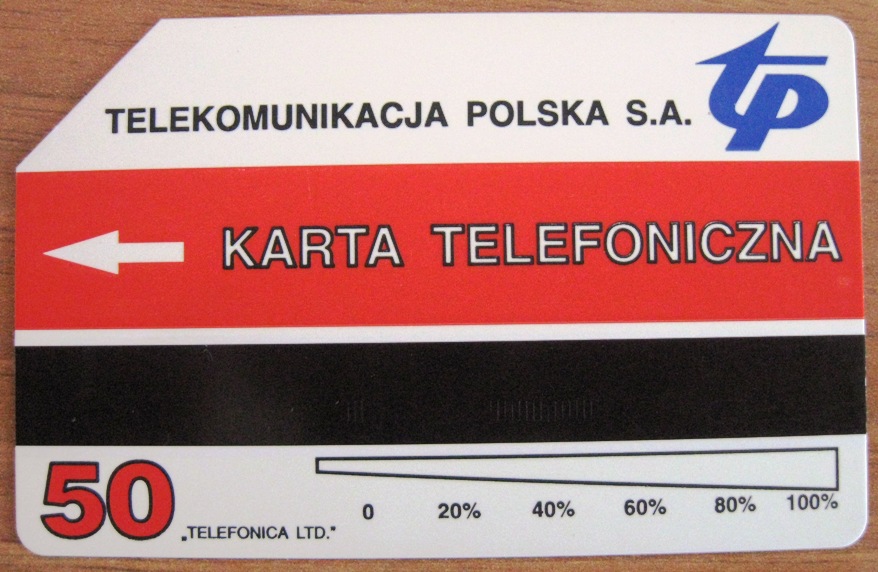 TELEKOMUNIKACJA POLSKA S.A.
tp
KARTA TELEFONICZNA
50
„TELEFONICA LTD."
0 20% 40% 60% 80% 100%